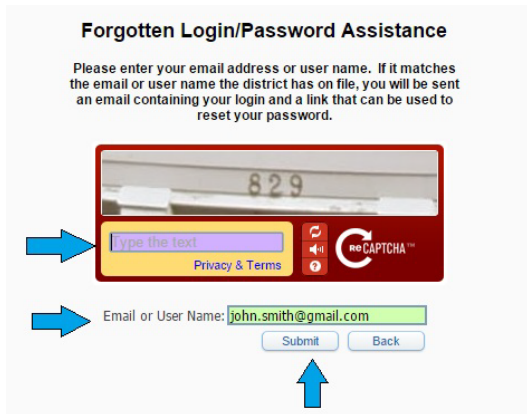 Forgotten Login/Password Assistance
Please enter your email address or user name.  If it matches
the email or user name the district has on file, you will be sent
an email containing your login and a link that can be used to
reset your password.
829
Type the text
Privacy & Terms
ReCAPTCHA™
Email or User Name: john.smith@gmail.com
Submit Back